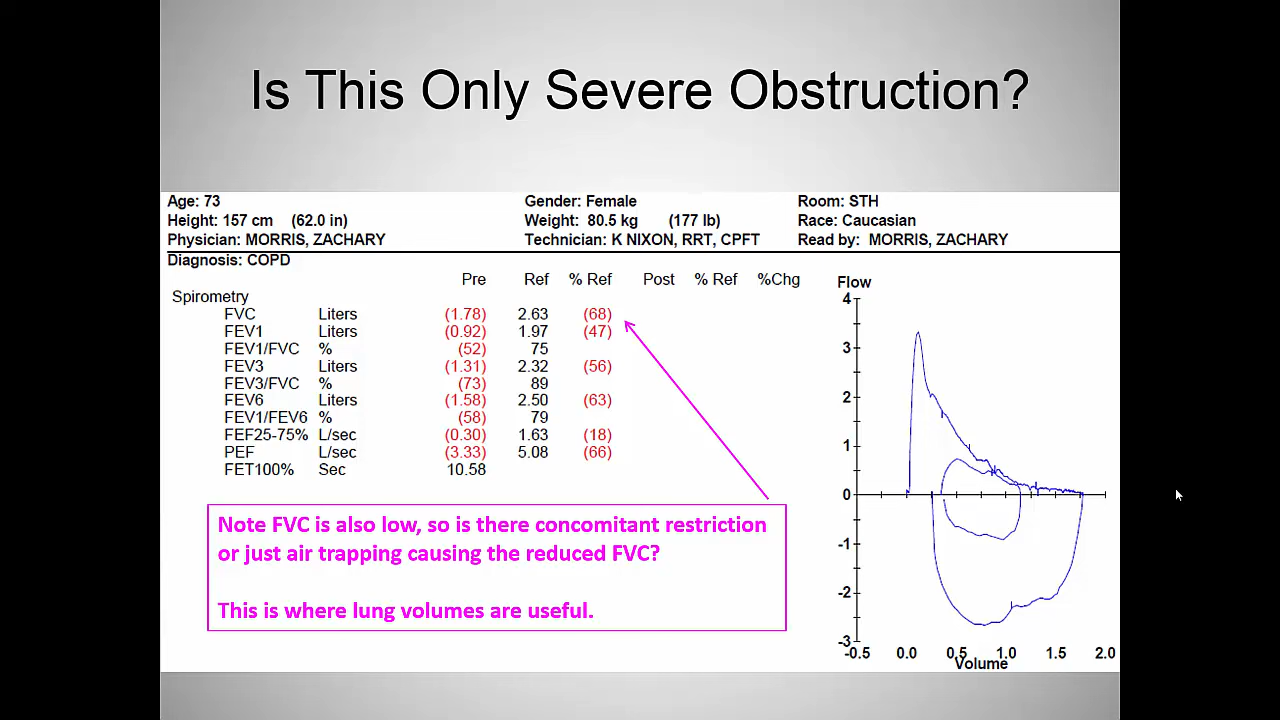 Is This Only Severe Obstruction?
Age: 73 Gender: Female Room: STH
Height: 157 cm (62.0 in) Weight: 80.5 kg (177 lb) Race: Caucasian
Physician: MORRIS, ZACHARY Technician: K NIXON, RRT, CPFT Read by: MORRIS, ZACHARY
Diagnosis: COPD
Pre Ref % Ref Post % Ref %Chg
Spirometry
FVC Liters (1.78) 2.63 (68)
FEV1 Liters (0.92) 1.97 (47)
FEV1/FVC % (52) 75
FEV3 Liters (1.31) 2.32 (56)
FEV3/FVC % (73) 89
FEV6 Liters (1.58) 2.50 (63)
FEV1/FEV6 % (58) 79
FEF25-75% L/sec (0.30) 1.63 (18)
PEF L/sec (3.33) 5.08 (66)
FET100% Sec 10.58
Note FVC is also low, so is there concomitant restriction
or just air trapping causing the reduced FVC?
This is where lung volumes are useful.
Flow
4
3
2
1
0
-1
-2
-3
-0.5 0.0 0.5 1.0 1.5 2.0
Volume